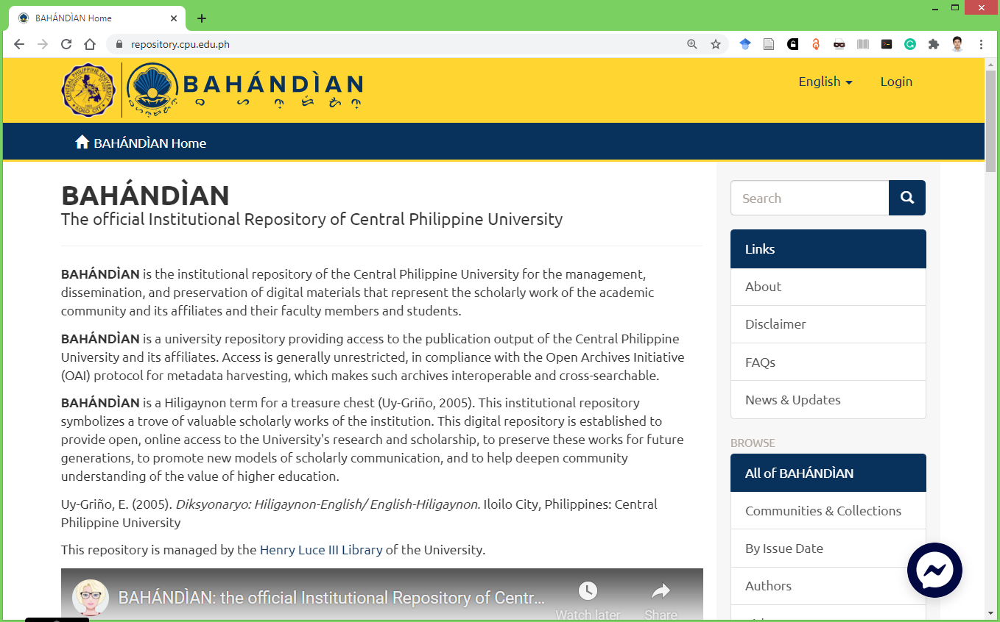 BAHÁNDÌAN Home
repository.cpu.edu.ph
CENTRAL PHILIPPINE UNIVERSITY
ILOILO CITY
BAHÁNDÌAN
English
Login
BAHÁNDÌAN Home
BAHÁNDÌAN
The official Institutional Repository of Central Philippine University
BAHÁNDÌAN is the institutional repository of the Central Philippine University for the management,
dissemination, and preservation of digital materials that represent the scholarly work of the academic
community and its affiliates and their faculty members and students.
BAHÁNDÌAN is a university repository providing access to the publication output of the Central Philippine
University and its affiliates. Access is generally unrestricted, in compliance with the Open Archives Initiative
(OAI) protocol for metadata harvesting, which makes such archives interoperable and cross-searchable.
BAHÁNDÌAN is a Hiligaynon term for a treasure chest (Uy-Griño, 2005). This institutional repository
symbolizes a trove of valuable scholarly works of the institution. This digital repository is established to
provide open, online access to the University's research and scholarship, to preserve these works for future
generations, to promote new models of scholarly communication, and to help deepen community
understanding of the value of higher education.
Uy-Griño, E. (2005). Diksyonaryo: Hiligaynon-English/ English-Hiligaynon. Iloilo City, Philippines: Central
Philippine University
This repository is managed by the Henry Luce III Library of the University.
BAHÁNDÌAN: the official Institutional Repository of Centr...
Watch later
Share
Search
Links
About
Disclaimer
FAQs
News & Updates
BROWSE
All of BAHÁNDÌAN
Communities & Collections
By Issue Date
Authors